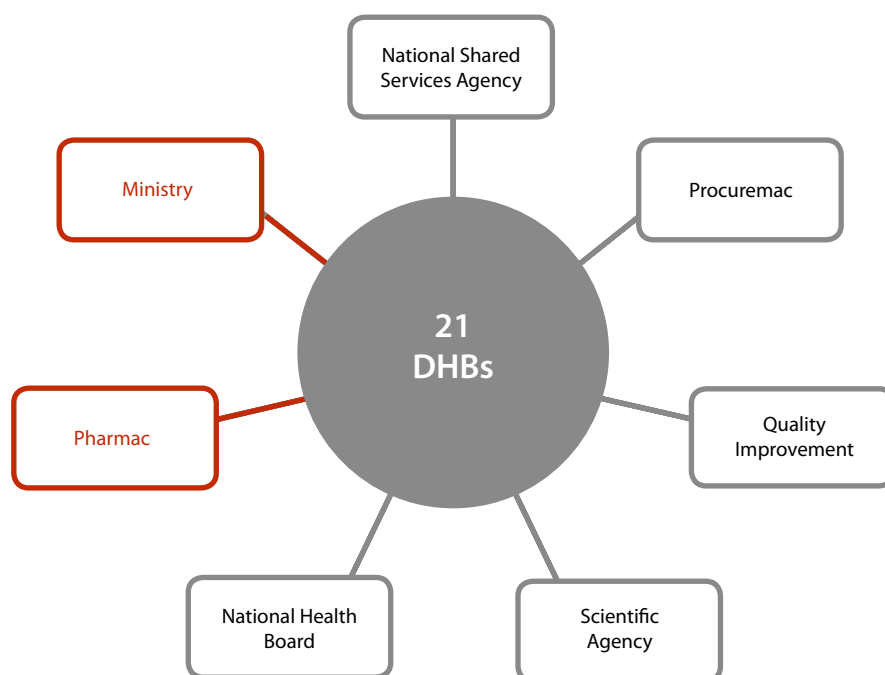 National Shared
Services Agency
Ministry
Procuremac
21
DHBs
Pharmac
Quality
Improvement
National Health
Board
Scientific
Agency